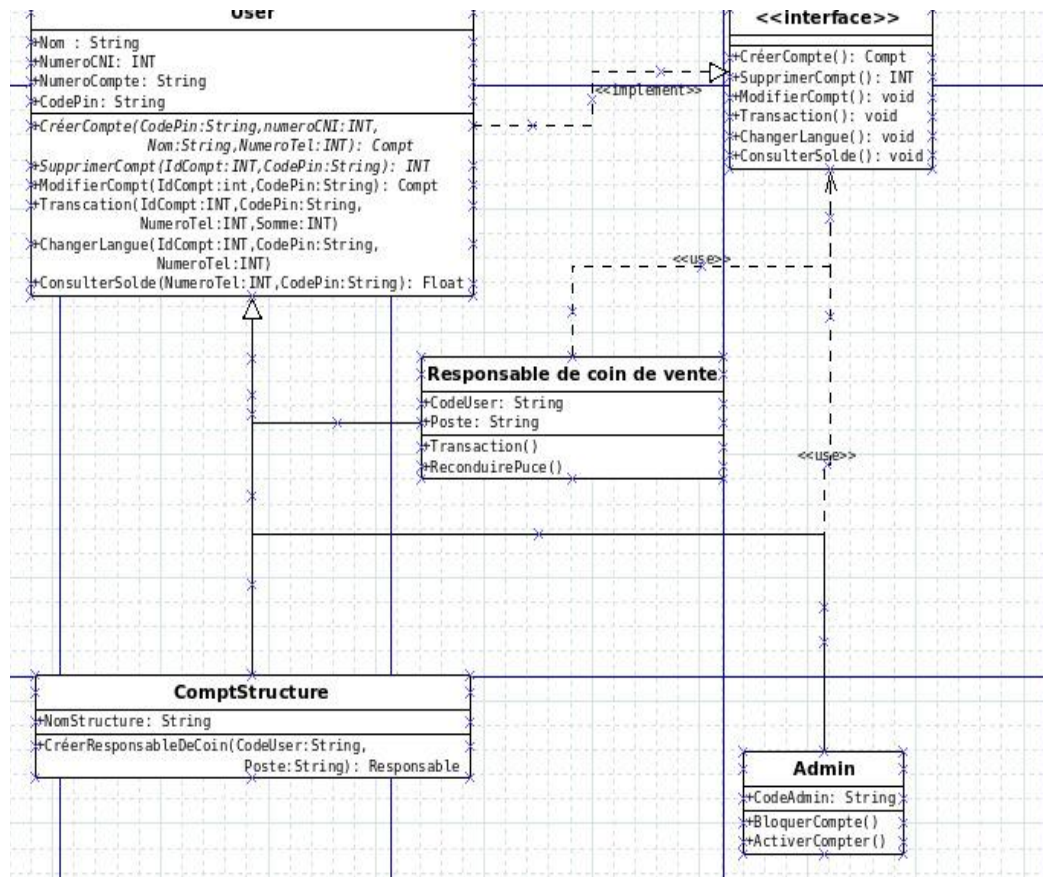 User
+Nom : String
+NumeroCNI: INT
+NumeroCompte: String
+CodePin: String
+CréerCompte(CodePin:String,numeroCNI:INT,
Nom:String,NumeroTel:INT): Compt
+SupprimerCompt(IdCompt:INT,CodePin:String): INT
+ModifierCompt(IdCompt:int,CodePin:String): Compt
+Transcation(IdCompt:INT,CodePin:String,
NumeroTel:INT,Somme:INT)
+ChangerLangue(IdCompt:INT,CodePin:String,
NumeroTel:INT)
+ConsulterSolde(NumeroTel:INT,CodePin:String): Float
<<implement>>
<<interface>>
+CréerCompte(): Compt
+SupprimerCompt(): INT
+ModifierCompt(): void
+Transaction(): void
+ChangerLangue(): void
+ConsulterSolde(): void
<<use>>
Responsable de coin de vente
+CodeUser: String
+Poste: String
+Transaction()
+ReconduirePuce()
<<use>>
ComptStructure
+NomStructure: String
+CréerResponsableDeCoin(CodeUser:String,
Poste:String): Responsable
Admin
+CodeAdmin: String
+BloquerCompte()
+ActiverCompter()